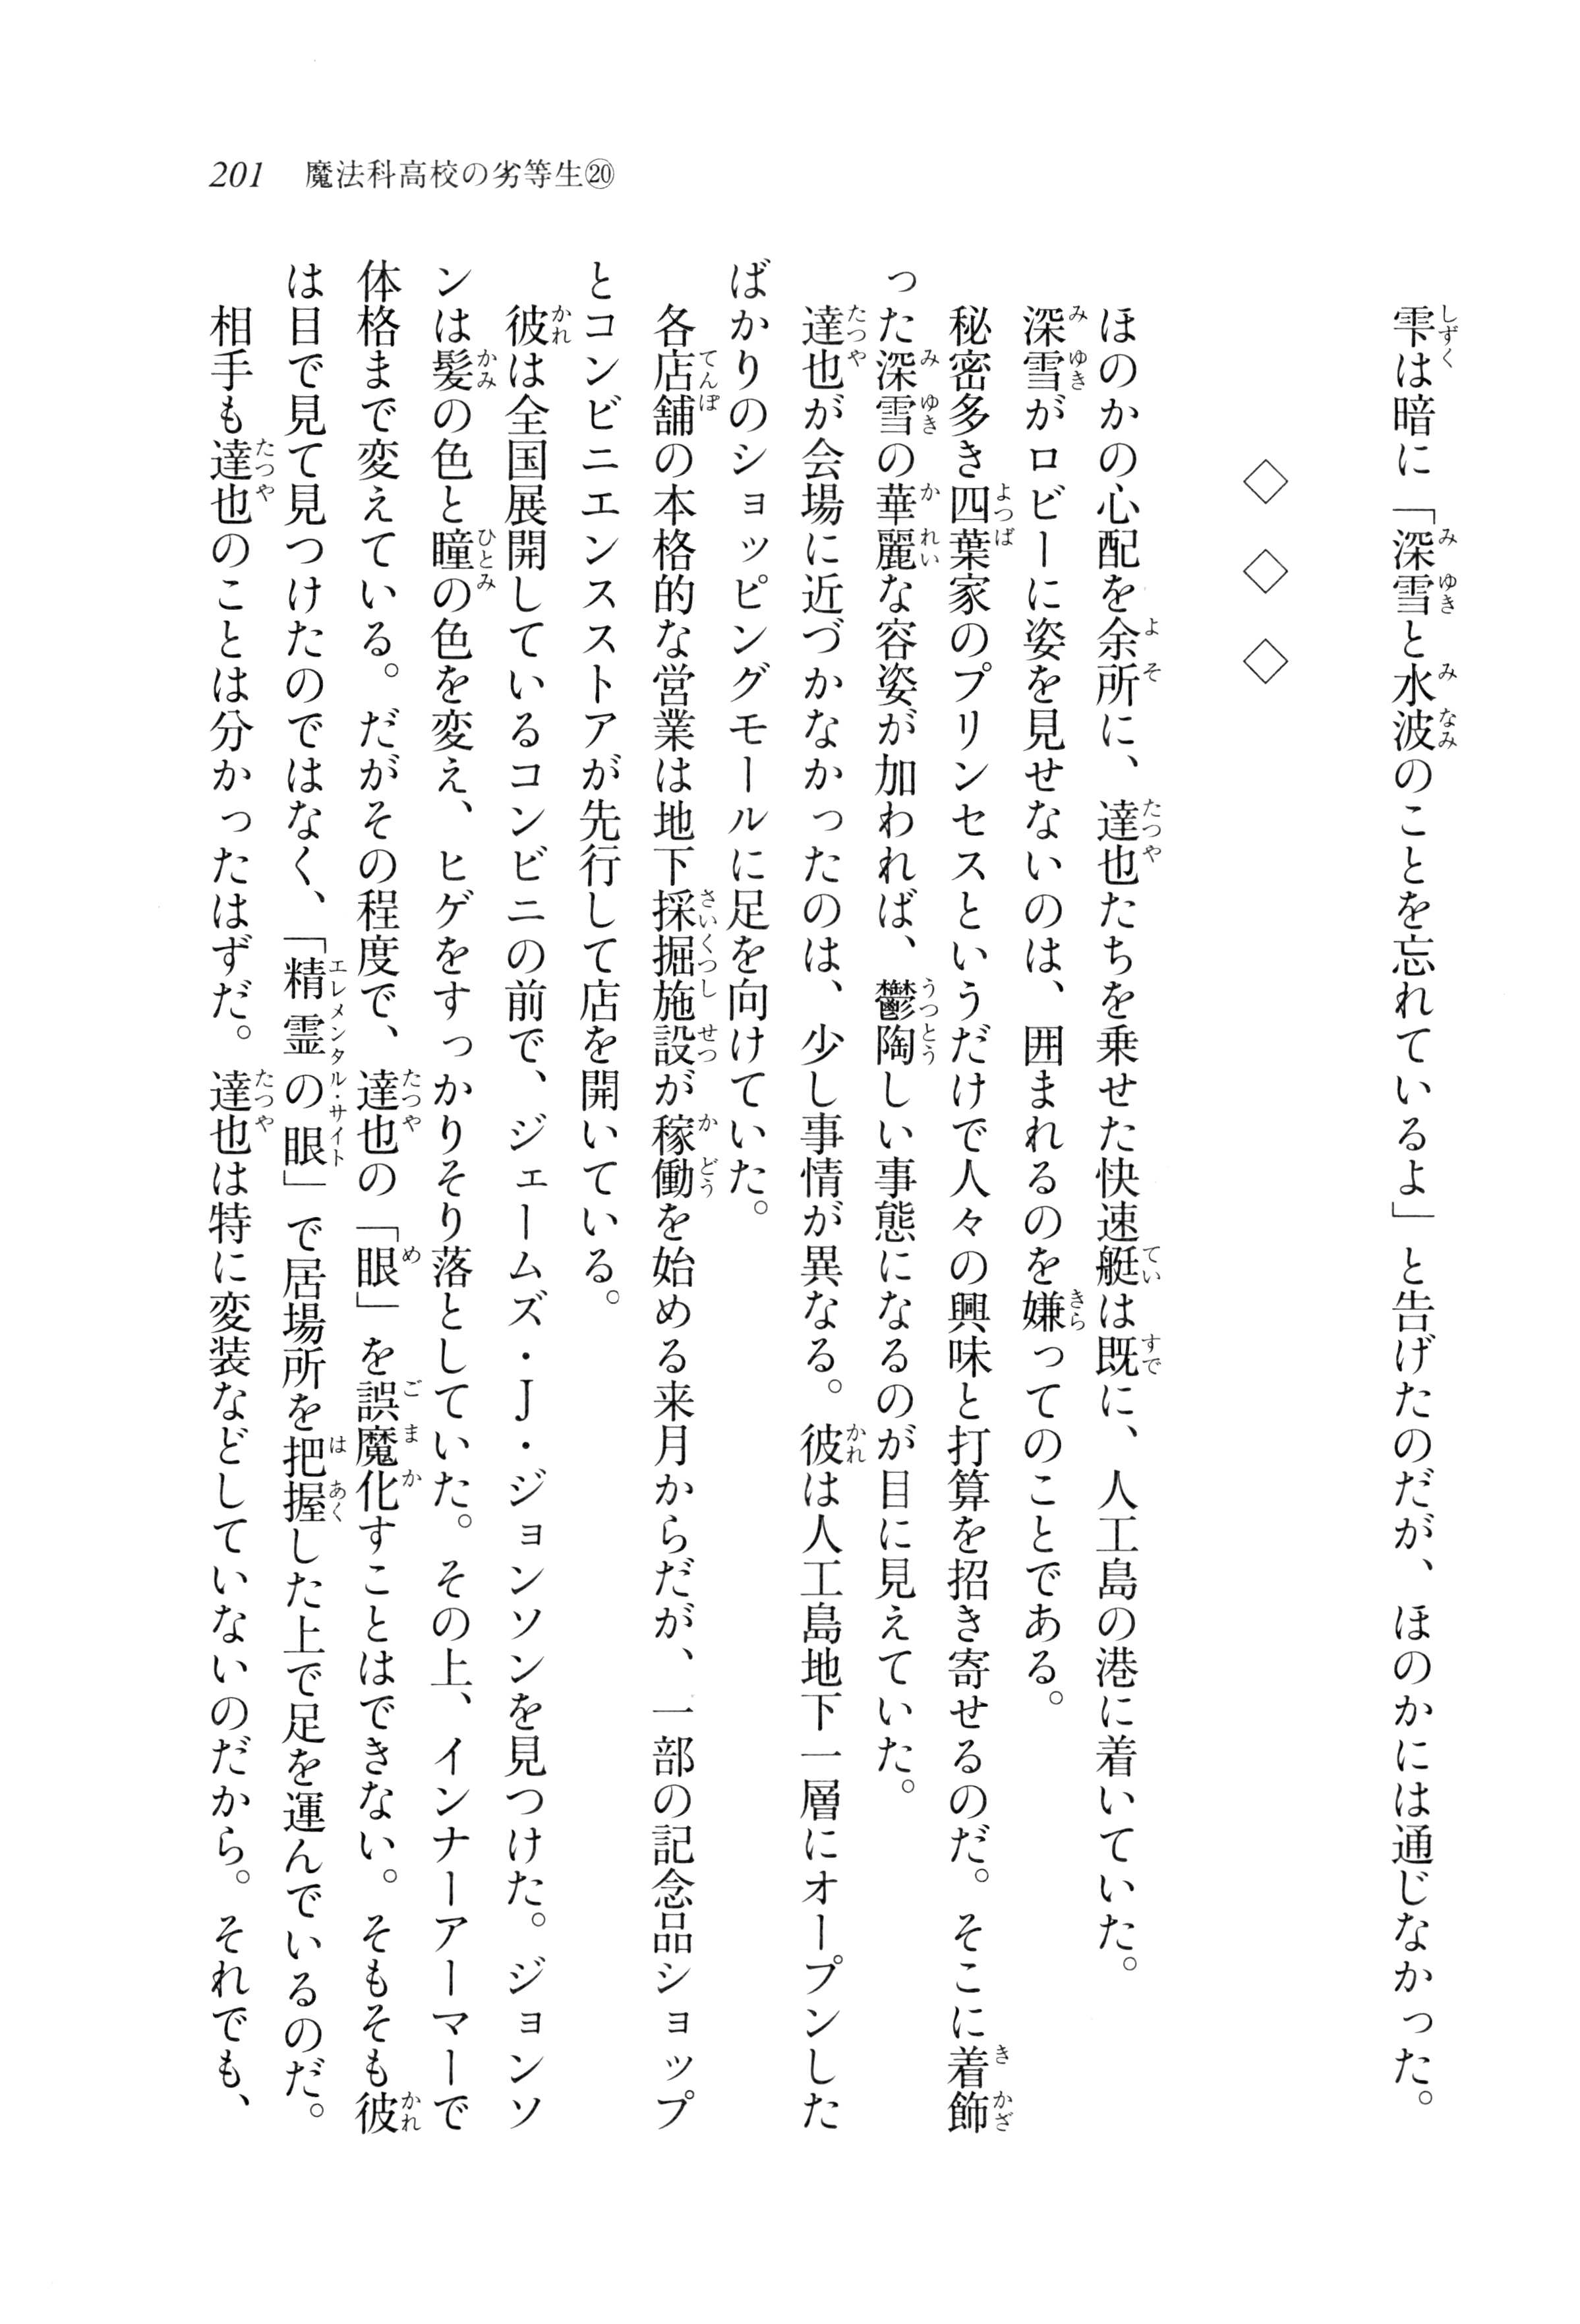 201 魔法科高校の劣等生⑳
雫は暗に「深雪と水波のことを忘れているよ」と告げたのだが、ほのかには通じなかった。
◇ ◇ ◇
ほのかの心配を余所に、達也たちを乗せた快速艇は既に、人工島の港に着いていた。
深雪がロビーに姿を見せないのは、囲まれるのを嫌ってのことである。
秘密多き四葉家のプリンセスというだけで人々の興味と打算を招き寄せるのだ。そこに着飾
った深雪の華麗な容姿が加われば、鬱陶しい事態になるのが目に見えていた。
達也が会場に近づかなかったのは、少し事情が異なる。彼は人工島地下一層にオープンした
ばかりのショッピングモールに足を向けていた。
各店舗の本格的な営業は地下採掘施設が稼働を始める来月からだが、一部の記念品ショップ
とコンビニエンスストアが先行して店を開いている。
彼は全国展開しているコンビニの前で、ジェームズ・J・ジョンソンを見つけた。ジョンソ
ンは髪の色と瞳の色を変え、ヒゲをすっかりそり落としていた。その上、インナーアーマーで
体格まで変えている。だがその程度で、達也の「眼」を誤魔化すことはできない。そもそも彼
は目で見て見つけたのではなく、「精霊の眼」で居場所を把握した上で足を運んでいるのだ。
相手も達也のことは分かったはずだ。達也は特に変装などしていないのだから。それでも、